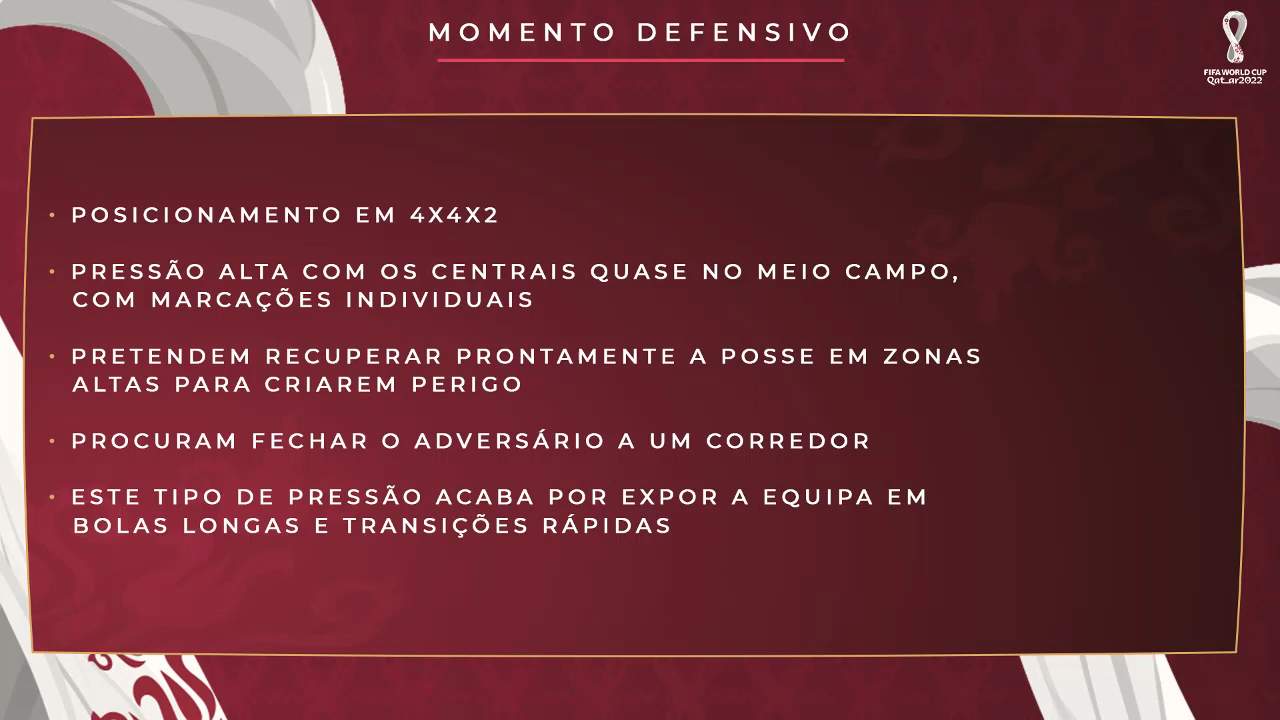 MOMENTO DEFENSIVO
FIFA WORLD CUP
Qatar2022
• POSICIONAMENTO EM 4X4X2
• PRESSÃO ALTA COM OS CENTRAIS QUASE NO MEIO CAMPO,
COM MARCAÇÕES INDIVIDUAIS
• PRETENDEM RECUPERAR PRONTAMENTE A POSSE EM ZONAS
ALTAS PARA CRIAREM PERIGO
• PROCURAM FECHAR O ADVERSÁRIO A UM CORREDOR
• ESTE TIPO DE PRESSÃO ACABA POR EXPOR A EQUIPA EM
BOLAS LONGAS E TRANSIÇÕES RÁPIDAS